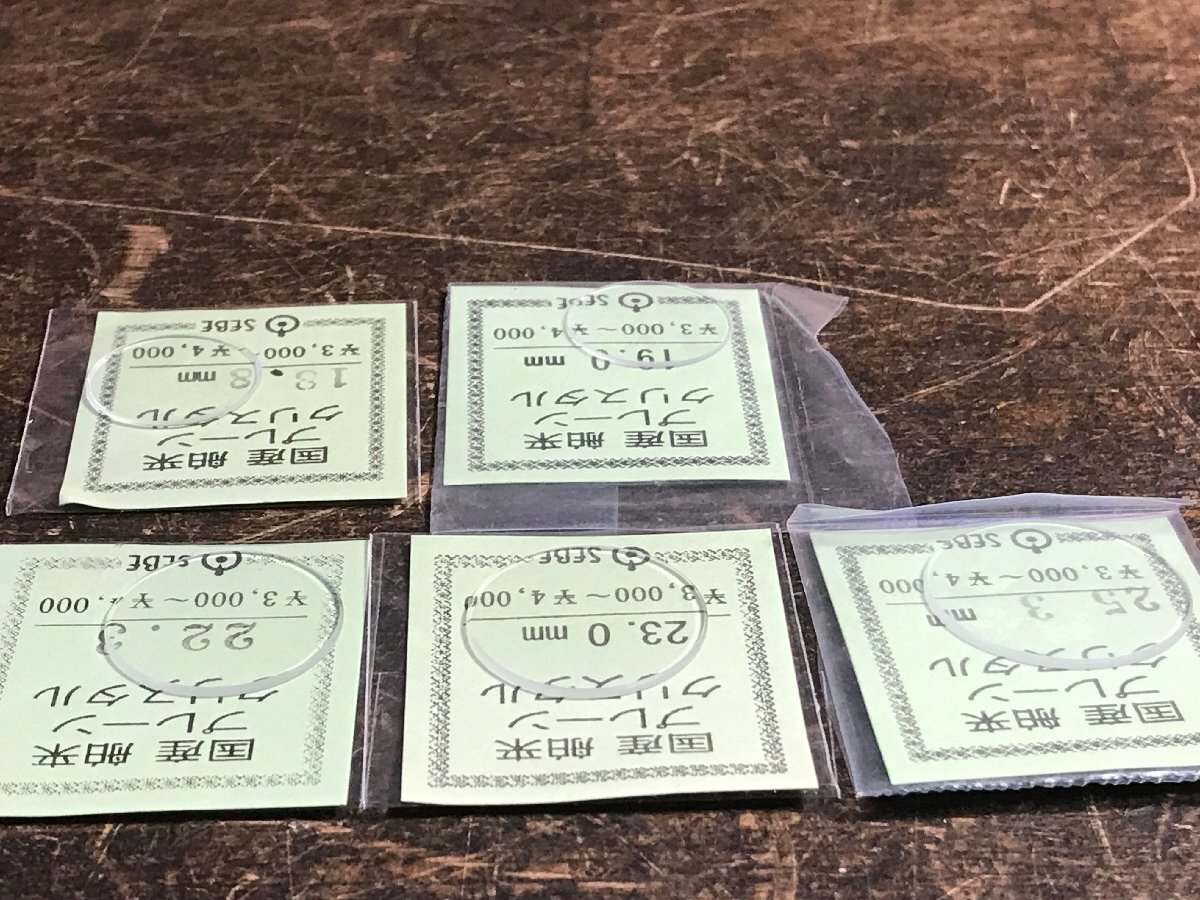 国産 舶来
プレーン
クリスタル
18.8 mm
¥3,000～¥4,000
SEBE
国産 舶来
プレーン
クリスタル
19.0 mm
¥3,000～¥4,000
SEBE
国産 舶来
プレーン
クリスタル
22.3
¥3,000～¥4,000
SEBE
国産 舶来
プレーン
クリスタル
23.0 mm
¥3,000～¥4,000
SEBE
国産 舶来
プレーン
クリスタル
25.3 mm
¥3,000～¥4,000
SEBE